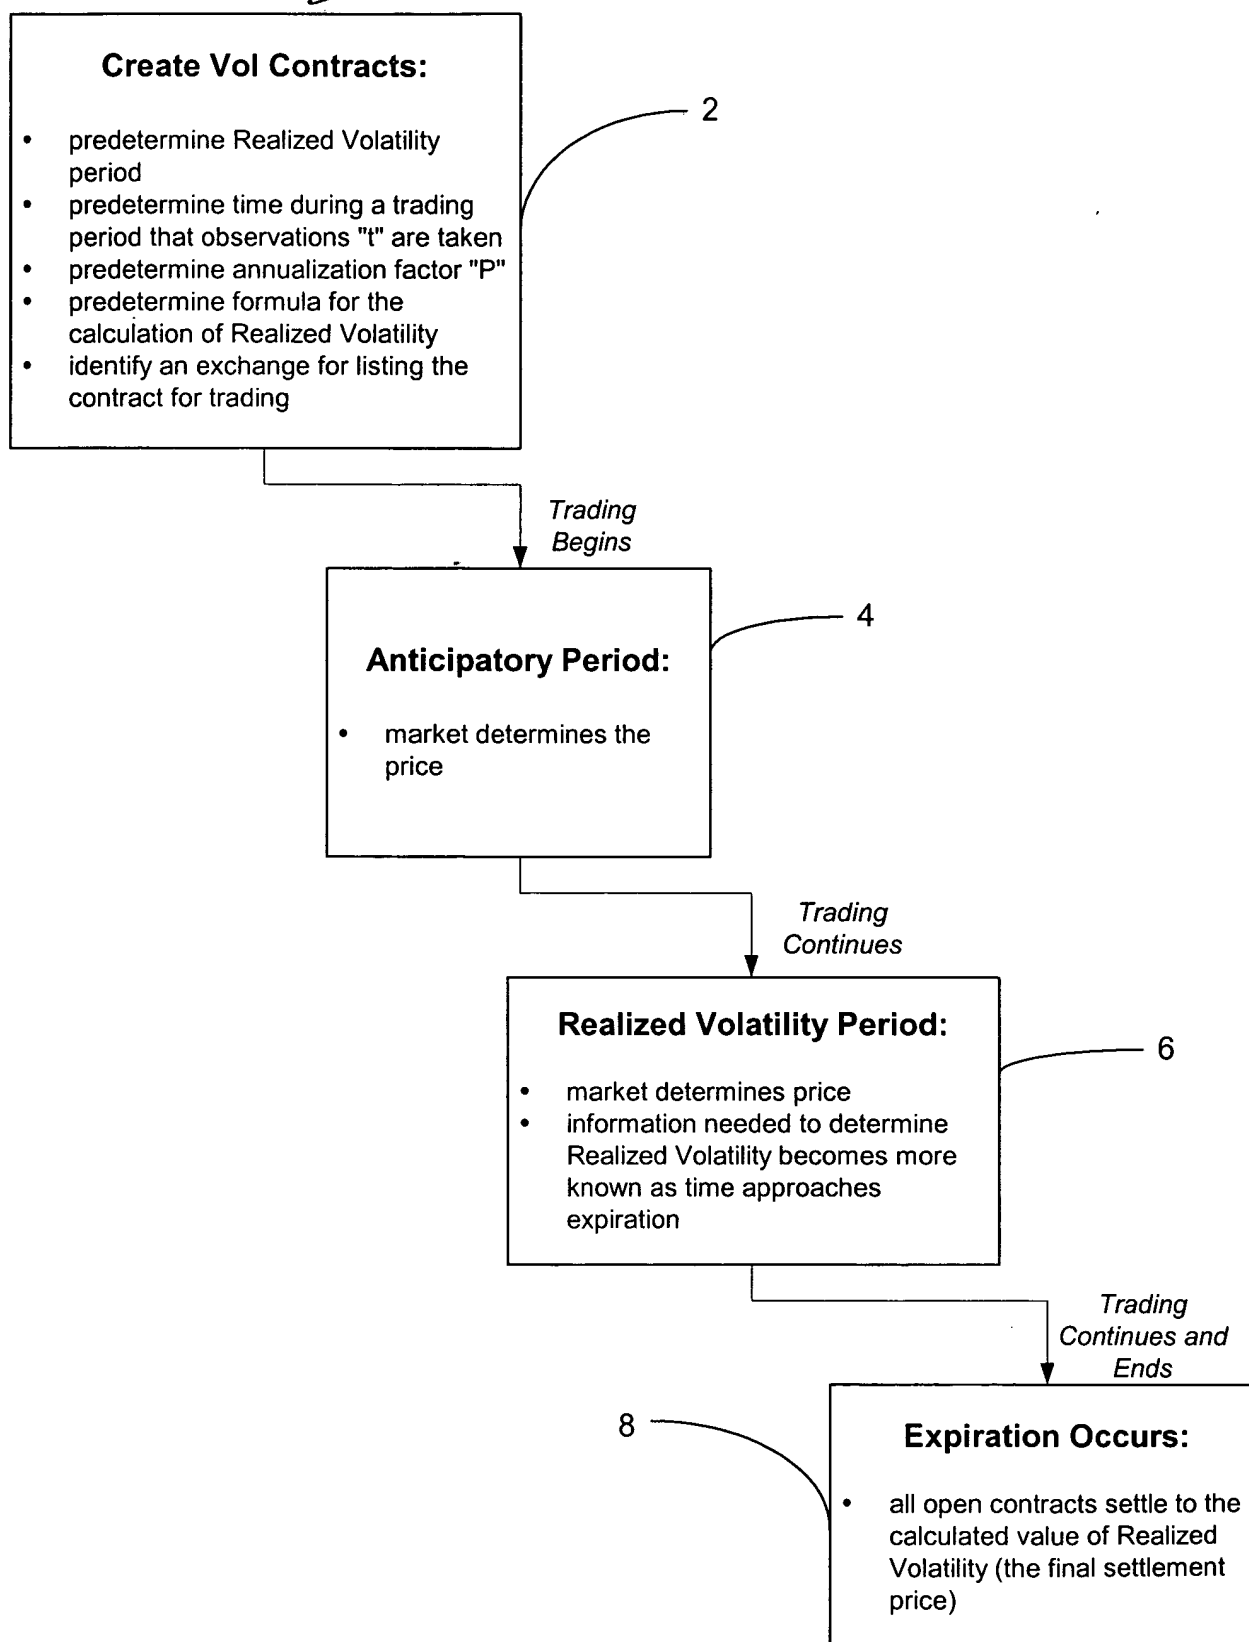 Create Vol Contracts:
• predetermine Realized Volatility
period
• predetermine time during a trading
period that observations "t" are taken
• predetermine annualization factor "P"
• predetermine formula for the
calculation of Realized Volatility
• identify an exchange for listing the
contract for trading
2
Trading
Begins
Anticipatory Period:
• market determines the
price
4
Trading
Continues
Realized Volatility Period:
• market determines price
• information needed to determine
Realized Volatility becomes more
known as time approaches
expiration
6
Trading
Continues and
Ends
8
Expiration Occurs:
• all open contracts settle to the
calculated value of Realized
Volatility (the final settlement
price)